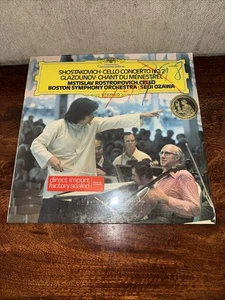 SHOSTAKOVICH·CELLO CONCERTO NO.2
GLAZOUNOV·CHANT DU MÉNESTREL
MSTISLAV ROSTROPOVICH, CELLO
BOSTON SYMPHONY ORCHESTRA·SEIJI OZAWA
STEREO
direct import
factory sealed